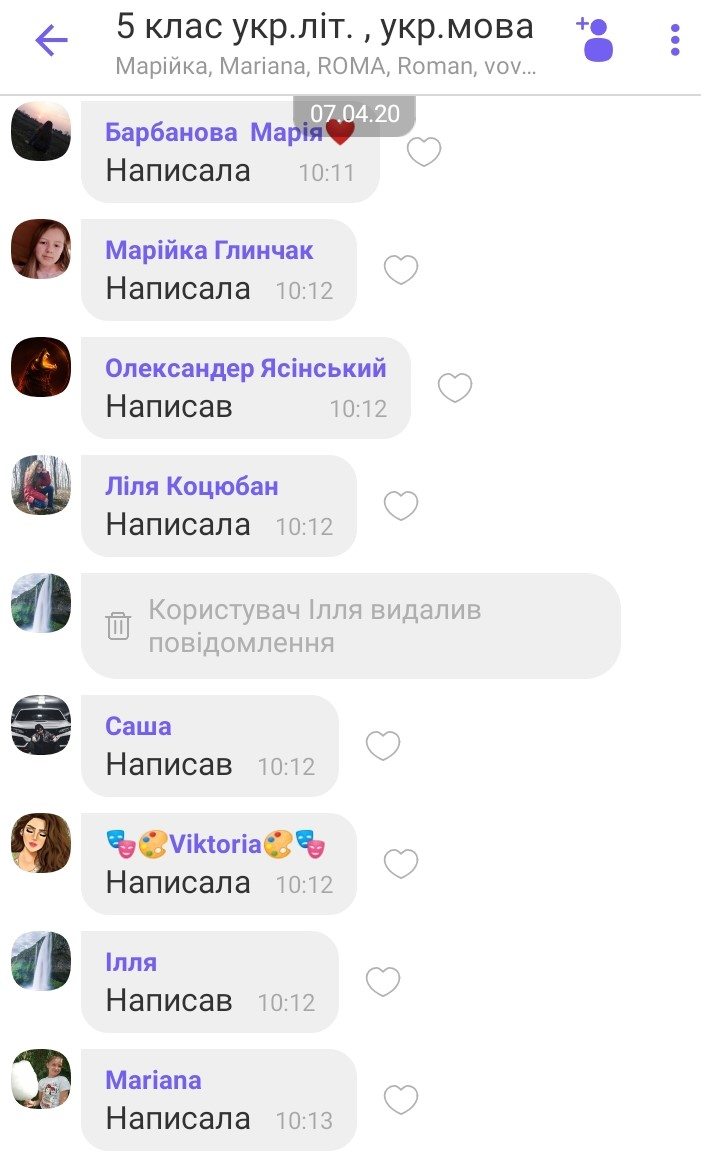 5 клас укр.літ. , укр.мова
Марійка, Mariana, ROMA, Roman, vov...
07.04.20
Барбанова Марія❤️
Написала 10:11
Марійка Глинчак
Написала 10:12
Олександер Ясінський
Написав 10:12
Ліля Коцюбан
Написала 10:12
Користувач Ілля видалив
повідомлення
Саша
Написав 10:12
🎭🎨Viktoria🎨🎭
Написала 10:12
Ілля
Написав 10:12
Mariana
Написала 10:13